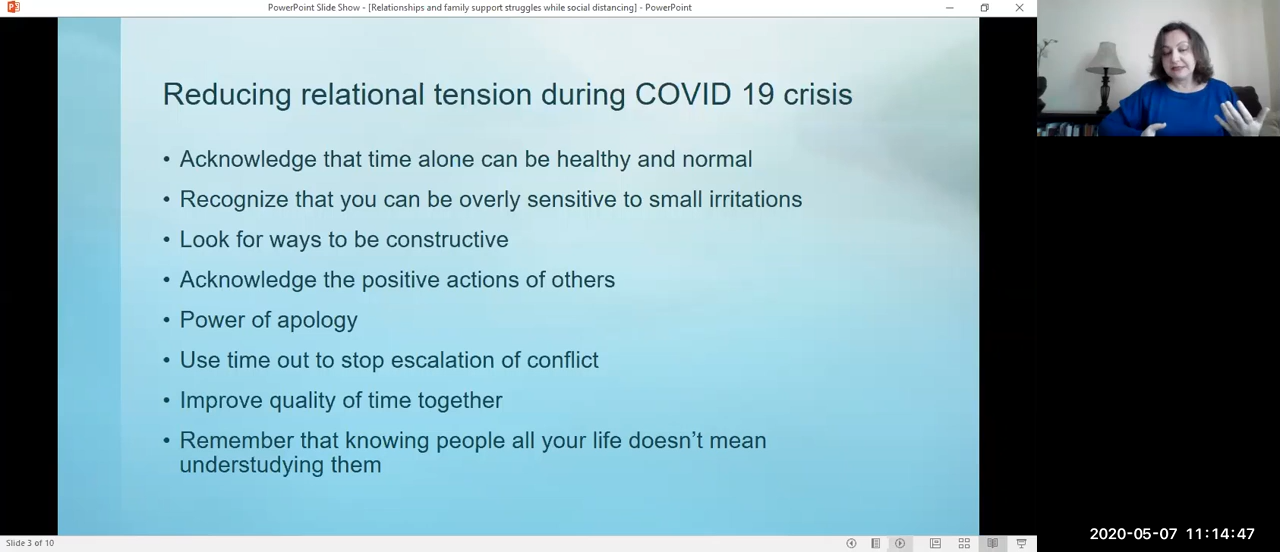 PowerPoint Slide Show - [Relationships and family support struggles while social distancing] - PowerPoint
Reducing relational tension during COVID 19 crisis
• Acknowledge that time alone can be healthy and normal
• Recognize that you can be overly sensitive to small irritations
• Look for ways to be constructive
• Acknowledge the positive actions of others
• Power of apology
• Use time out to stop escalation of conflict
• Improve quality of time together
• Remember that knowing people all your life doesn’t mean
understudying them
Slide 3 of 10
2020-05-07 11:14:47